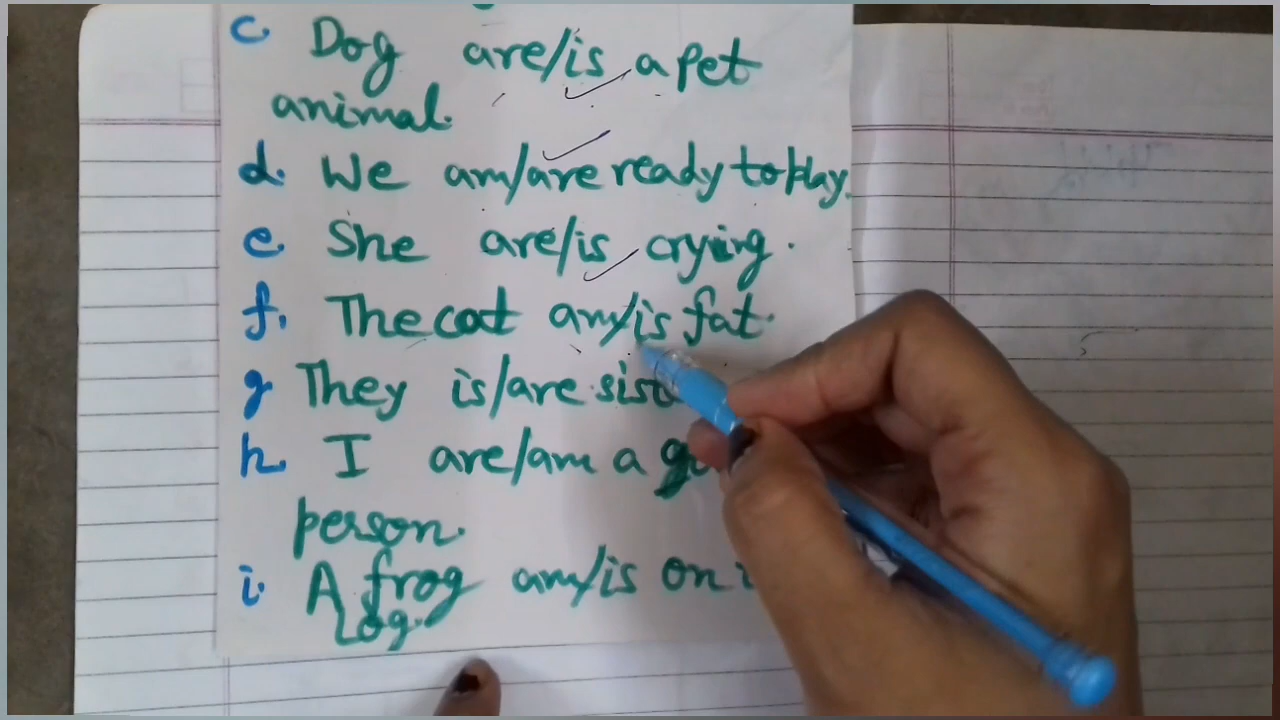 c. Dog are/is a pet
animal.
d. We am/are ready to play.
e. She are/is crying.
f. The cat am/is fat.
g They is/are
h. I are/am a
person.
i. A frog am/is on
Log.